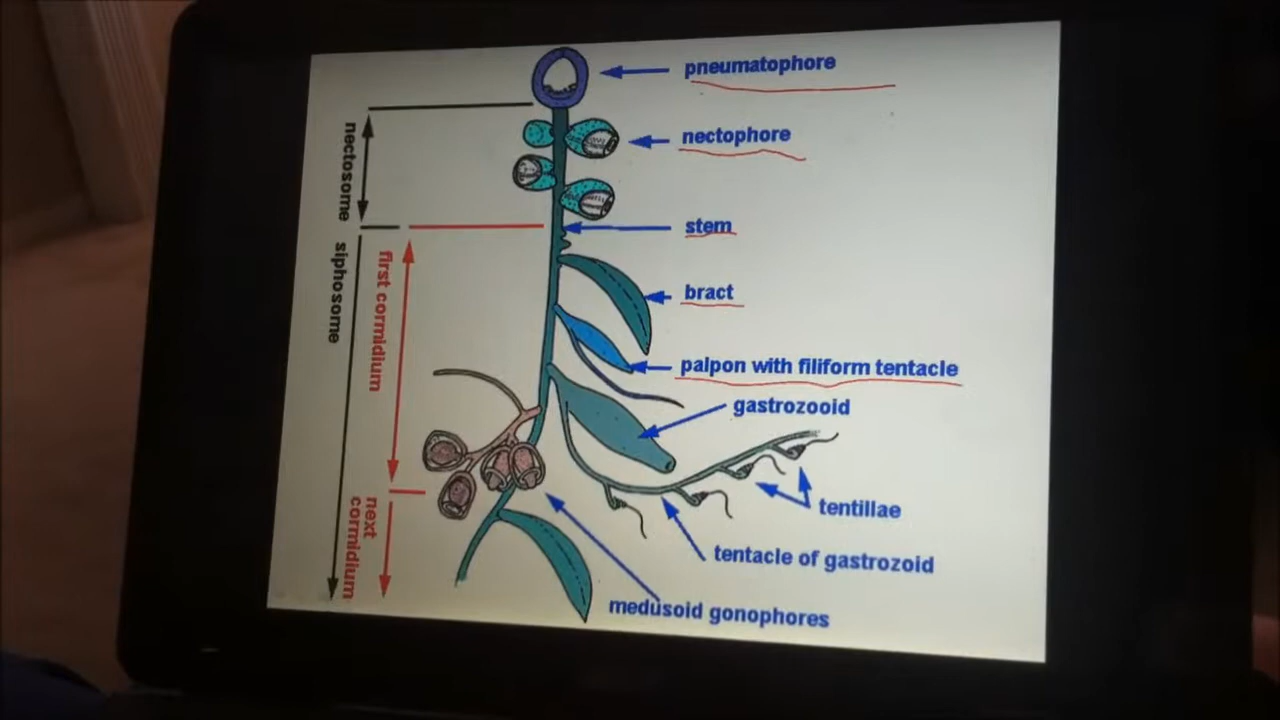 pneumatophore
nectophore
stem
bract
palpon with filiform tentacle
gastrozooid
tentillae
tentacle of gastrozoid
medusoid gonophores
nectosome
siphosome
first cormidium
next
cormidium